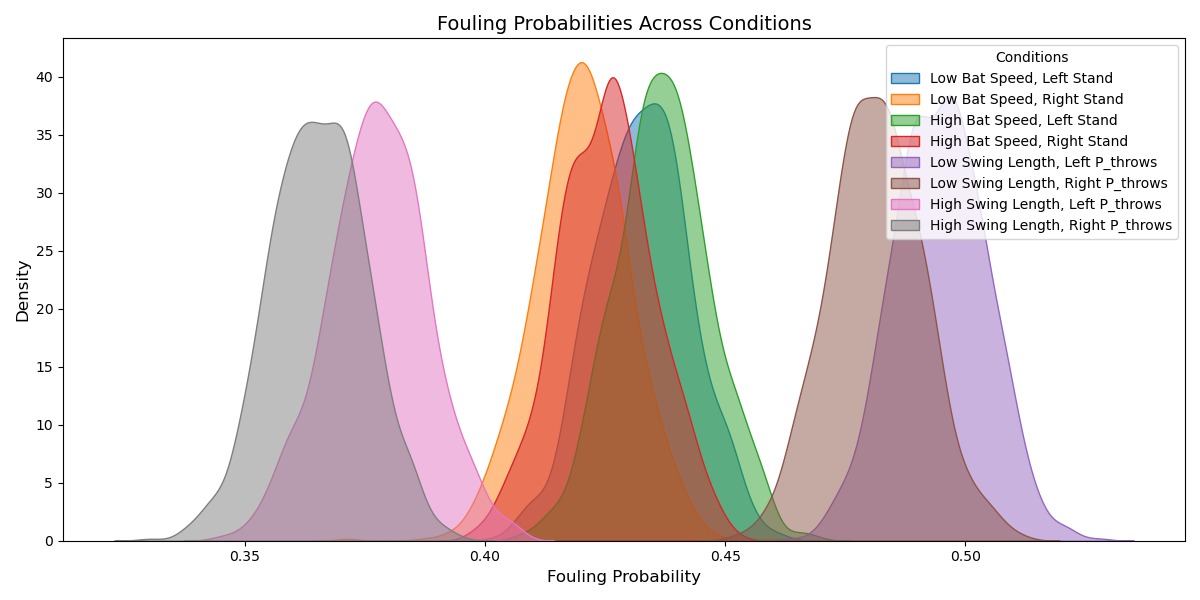 Fouling Probabilities Across Conditions
Conditions
Low Bat Speed, Left Stand
Low Bat Speed, Right Stand
High Bat Speed, Left Stand
High Bat Speed, Right Stand
Low Swing Length, Left P_throws
Low Swing Length, Right P_throws
High Swing Length, Left P_throws
High Swing Length, Right P_throws
Density
40
35
30
25
20
15
10
5
0
0.35 0.40 0.45 0.50
Fouling Probability